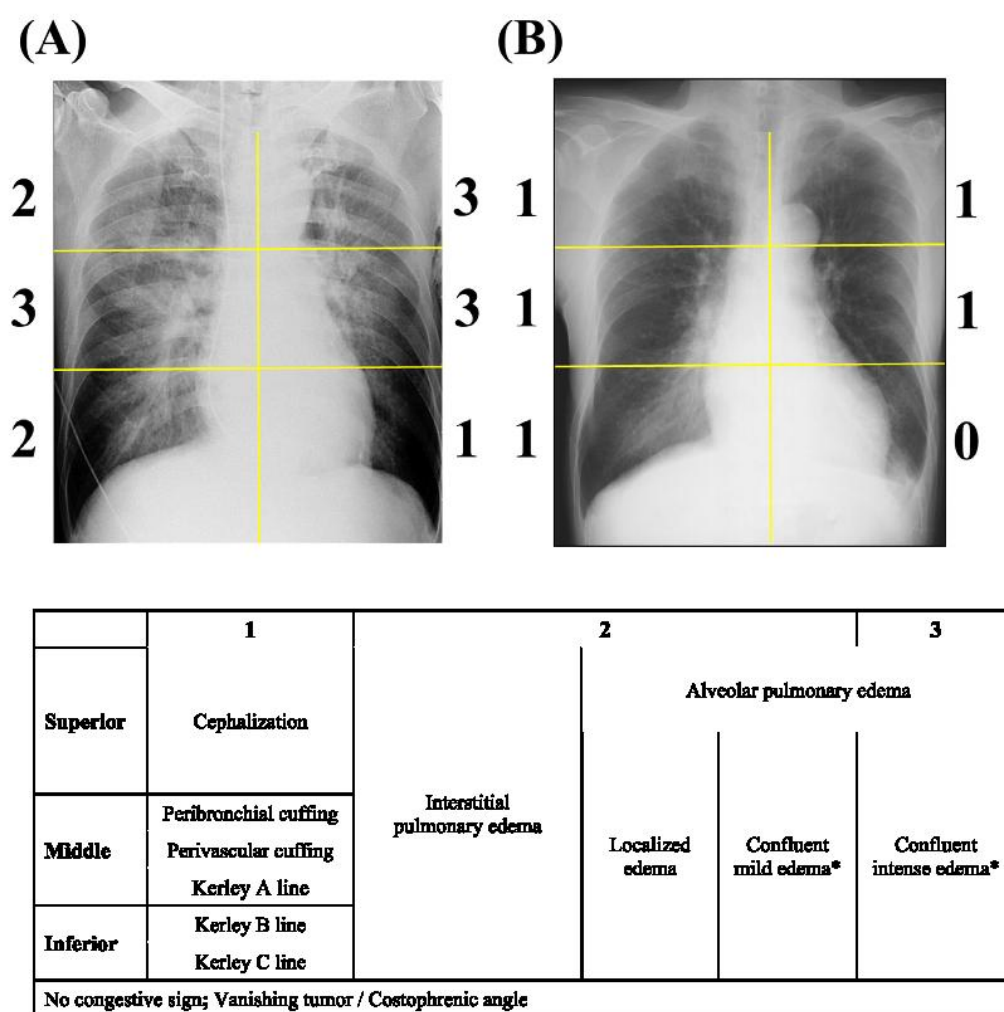 (A) (B)
2 3 1 1
3 3 1 1
2 1 1 0
1 2 3
Superior Cephalization Interstitial pulmonary edema Alveolar pulmonary edema
Middle Peribronchial cuffing
Perivascular cuffing
Kerley A line
Localized edema Confluent mild edema* Confluent intense edema*
Inferior Kerley B line
Kerley C line
No congestive sign; Vanishing tumor / Costophrenic angle